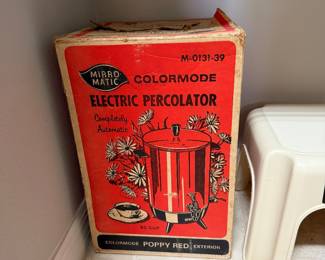 M-0131-39
MIRRO
MATIC
COLORMODE
ELECTRIC PERCOLATOR
Completely
Automatic
COLORMODE POPPY RED EXTERIOR